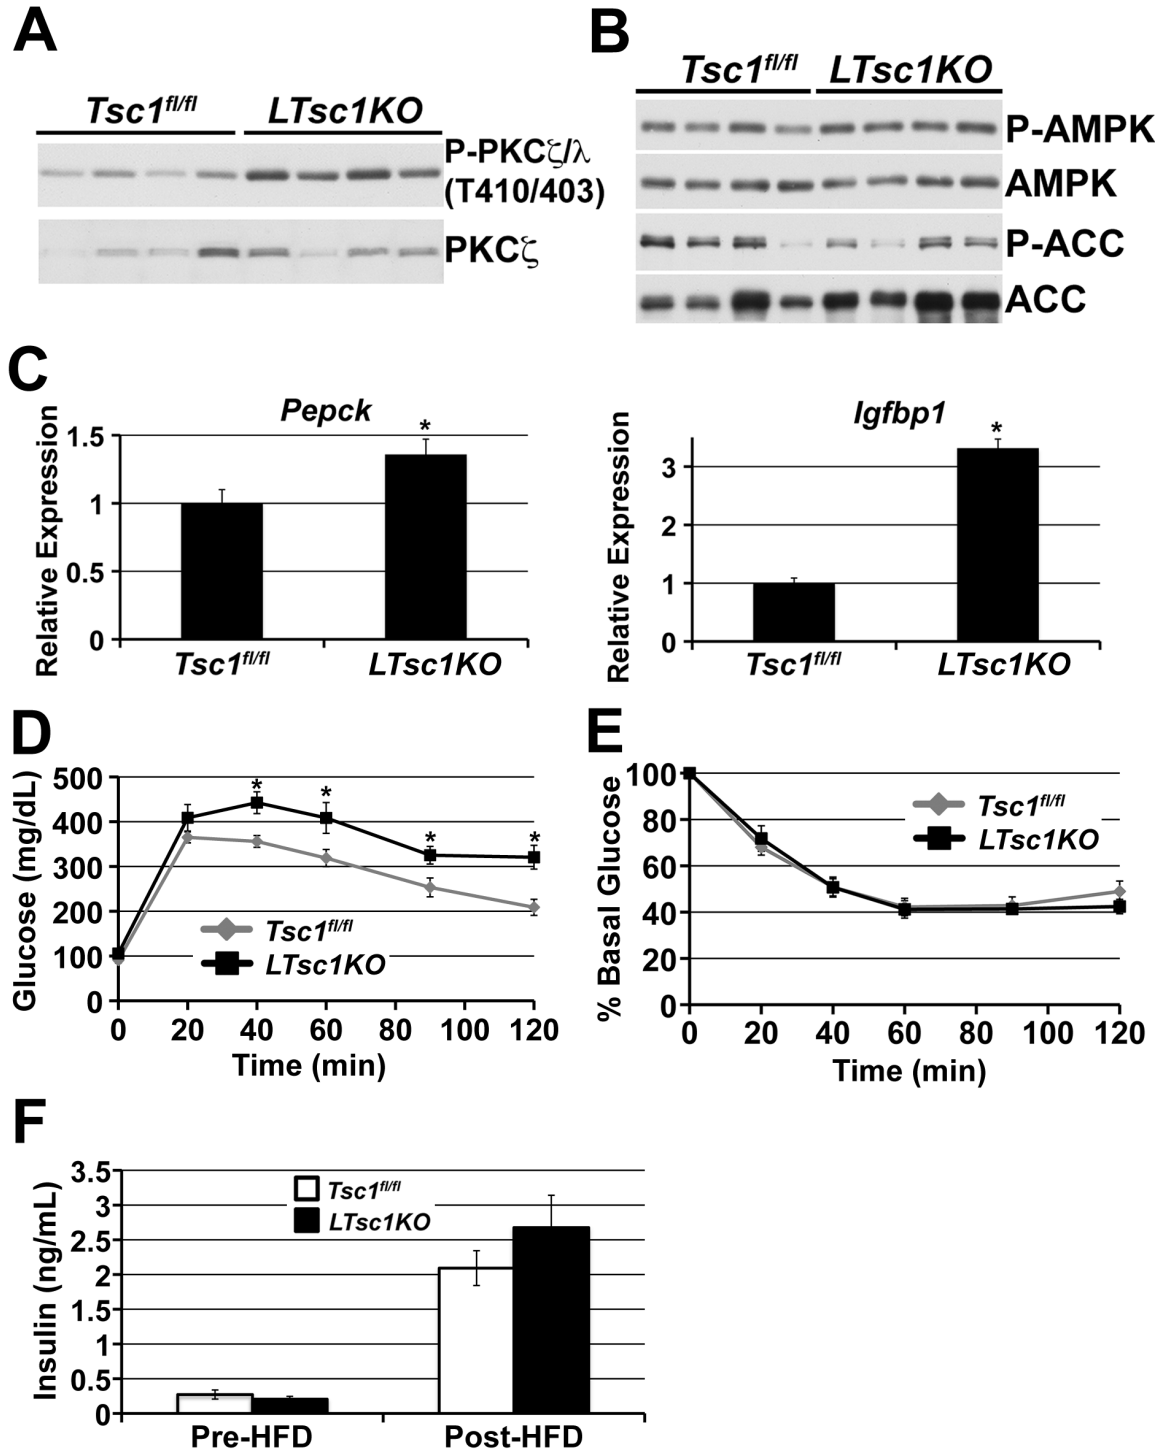 A
Tsc1fl/fl LTsc1KO
P-PKCζ/λ
(T410/403)
PKCζ
B
Tsc1fl/fl LTsc1KO
P-AMPK
AMPK
P-ACC
ACC
C
Pepck
*
Relative Expression
1.5
1
0.5
0
Tsc1fl/fl LTsc1KO
Igfbp1
*
Relative Expression
3
2
1
0
Tsc1fl/fl LTsc1KO
D
Glucose (mg/dL)
500
400
300
200
100
0
* * * *
Tsc1fl/fl
LTsc1KO
0 20 40 60 80 100 120
Time (min)
E
% Basal Glucose
100
80
60
40
20
0
Tsc1fl/fl
LTsc1KO
0 20 40 60 80 100 120
Time (min)
F
Insulin (ng/mL)
3.5
3
2.5
2
1.5
1
0.5
0
Tsc1fl/fl
LTsc1KO
Pre-HFD Post-HFD